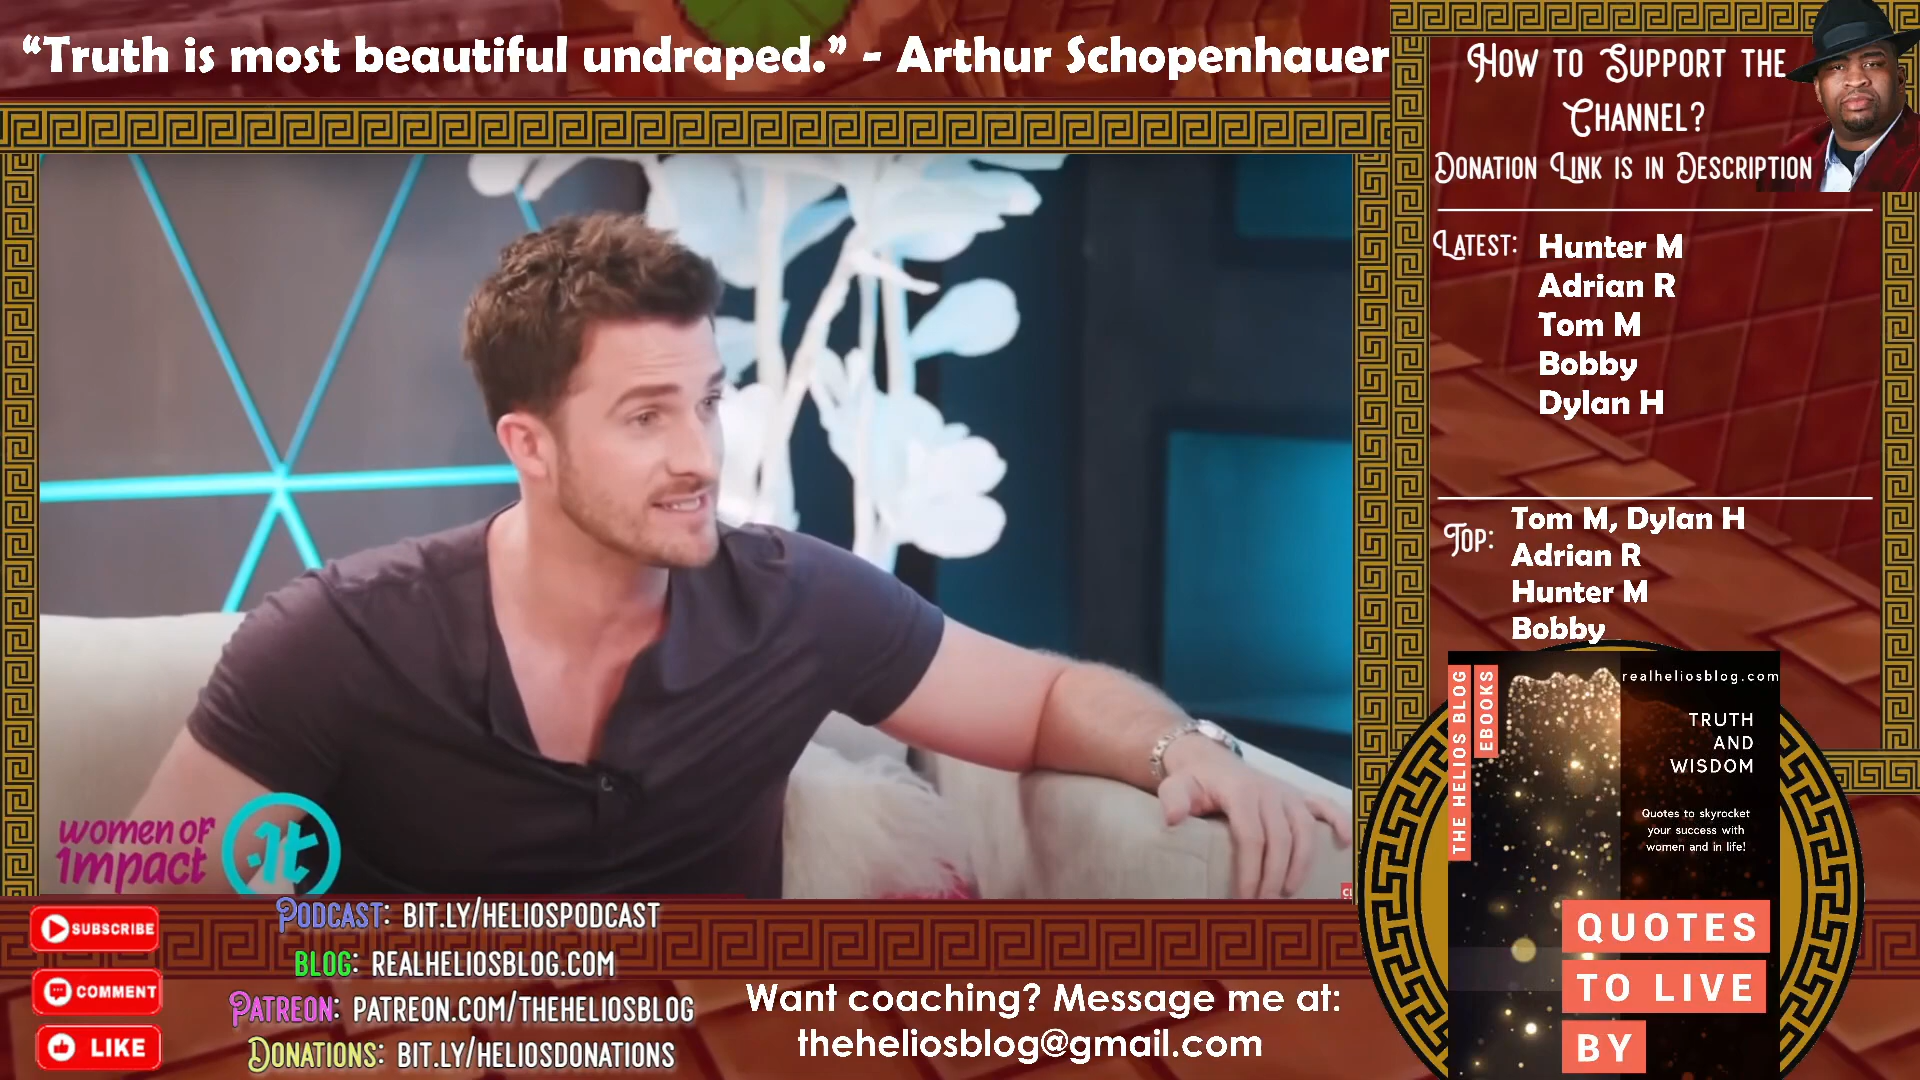 “Truth is most beautiful undraped.” - Arthur Schopenhauer
How to Support the
Channel?
Donation Link is in Description
Latest:
Hunter M
Adrian R
Tom M
Bobby
Dylan H
Top:
Tom M, Dylan H
Adrian R
Hunter M
Bobby
women of
impact
SUBSCRIBE
COMMENT
LIKE
Podcast: bit.ly/heliospodcast
Blog: realheliosblog.com
Patreon: patreon.com/theheliosblog
Donations: bit.ly/heliosdonations
Want coaching? Message me at:
theheliosblog@gmail.com
THE HELIOS BLOG
EBOOKS
realheliosblog.com
TRUTH
AND
WISDOM
Quotes to skyrocket
your success with
women and in life!
QUOTES
TO LIVE
BY